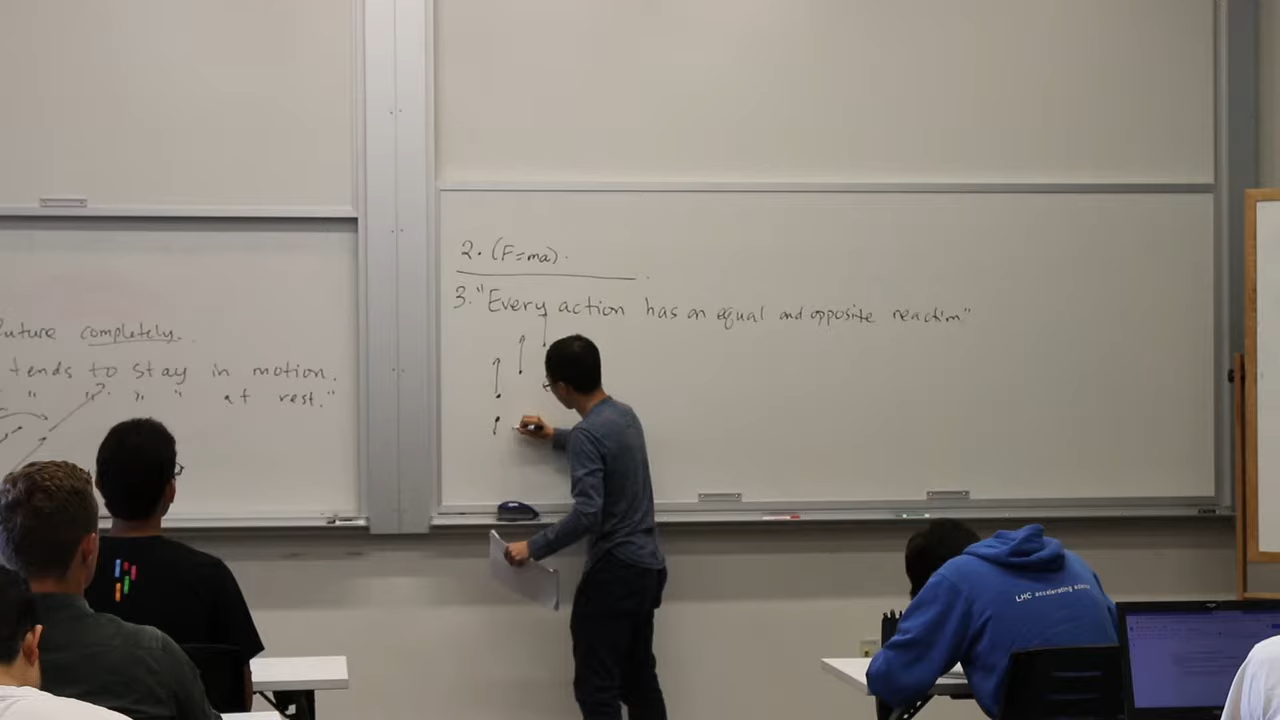 future completely.
tends to stay in motion.
" " " " at rest."
2. (F=ma).
3. "Every action has an equal and opposite reaction"
LHC accelerating science